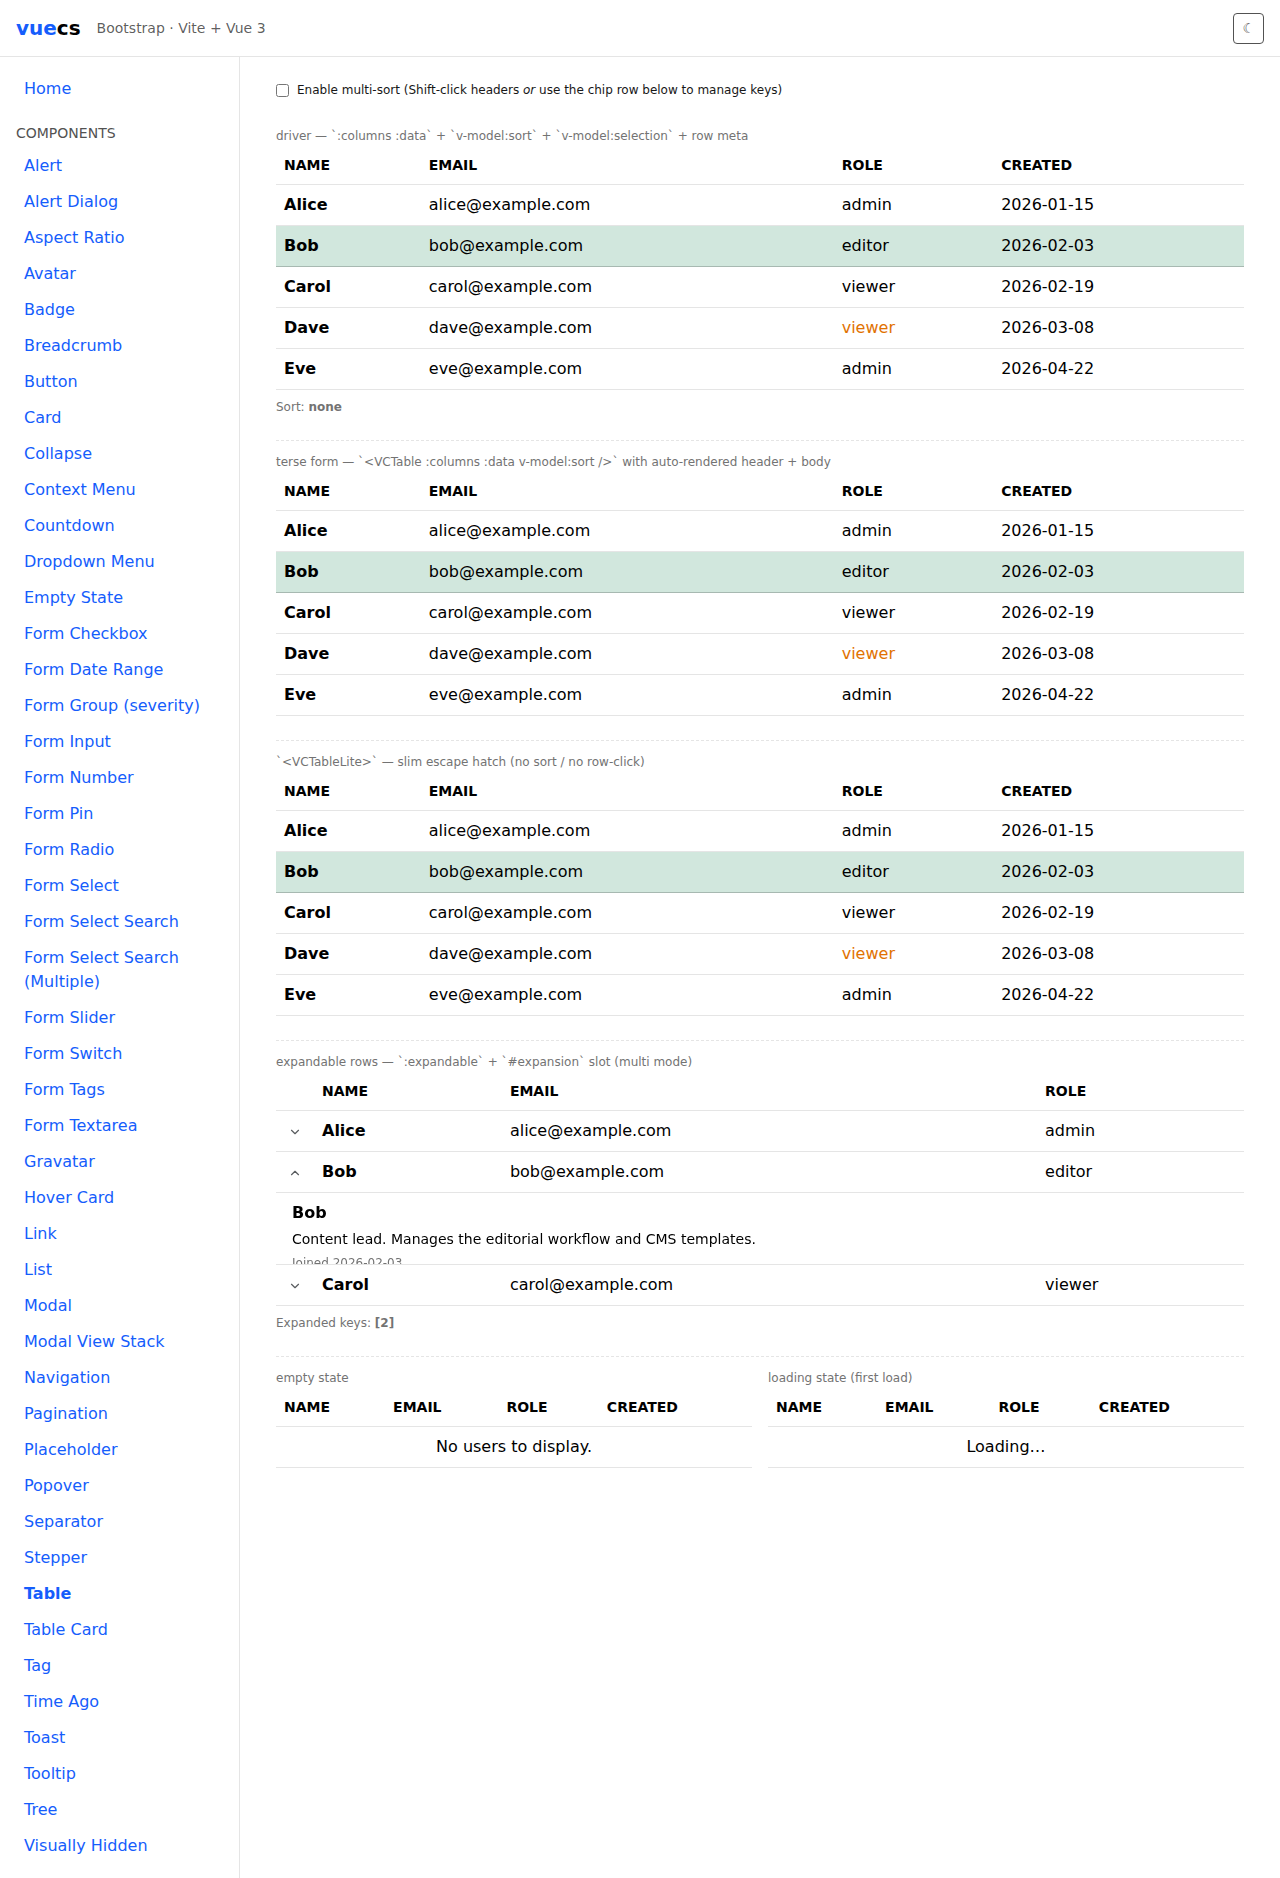 vuecs Bootstrap · Vite + Vue 3
☾
Home
COMPONENTS
Alert
Alert Dialog
Aspect Ratio
Avatar
Badge
Breadcrumb
Button
Card
Collapse
Context Menu
Countdown
Dropdown Menu
Empty State
Form Checkbox
Form Date Range
Form Group (severity)
Form Input
Form Number
Form Pin
Form Radio
Form Select
Form Select Search
Form Select Search
(Multiple)
Form Slider
Form Switch
Form Tags
Form Textarea
Gravatar
Hover Card
Link
List
Modal
Modal View Stack
Navigation
Pagination
Placeholder
Popover
Separator
Stepper
Table
Table Card
Tag
Time Ago
Toast
Tooltip
Tree
Visually Hidden
Enable multi-sort (Shift-click headers or use the chip row below to manage keys)
driver — `:columns :data` + `v-model:sort` + `v-model:selection` + row meta
NAME EMAIL ROLE CREATED
Alice alice@example.com admin 2026-01-15
Bob bob@example.com editor 2026-02-03
Carol carol@example.com viewer 2026-02-19
Dave dave@example.com viewer 2026-03-08
Eve eve@example.com admin 2026-04-22
Sort: none
terse form — `<VCTable :columns :data v-model:sort />` with auto-rendered header + body
NAME EMAIL ROLE CREATED
Alice alice@example.com admin 2026-01-15
Bob bob@example.com editor 2026-02-03
Carol carol@example.com viewer 2026-02-19
Dave dave@example.com viewer 2026-03-08
Eve eve@example.com admin 2026-04-22
`<VCTableLite>` — slim escape hatch (no sort / no row-click)
NAME EMAIL ROLE CREATED
Alice alice@example.com admin 2026-01-15
Bob bob@example.com editor 2026-02-03
Carol carol@example.com viewer 2026-02-19
Dave dave@example.com viewer 2026-03-08
Eve eve@example.com admin 2026-04-22
expandable rows — `:expandable` + `#expansion` slot (multi mode)
NAME EMAIL ROLE
Alice alice@example.com admin
Bob bob@example.com editor
Bob
Content lead. Manages the editorial workflow and CMS templates.
Joined 2026-02-03
Carol carol@example.com viewer
Expanded keys: [2]
empty state
NAME EMAIL ROLE CREATED
No users to display.
loading state (first load)
NAME EMAIL ROLE CREATED
Loading…